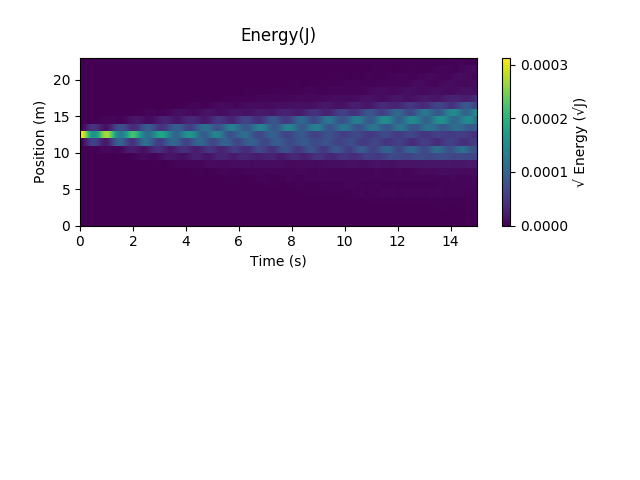 Energy(J)
Position (m)
20
15
10
5
0
0 2 4 6 8 10 12 14
Time (s)
0.0003
0.0002
0.0001
0.0000
√ Energy (√J)